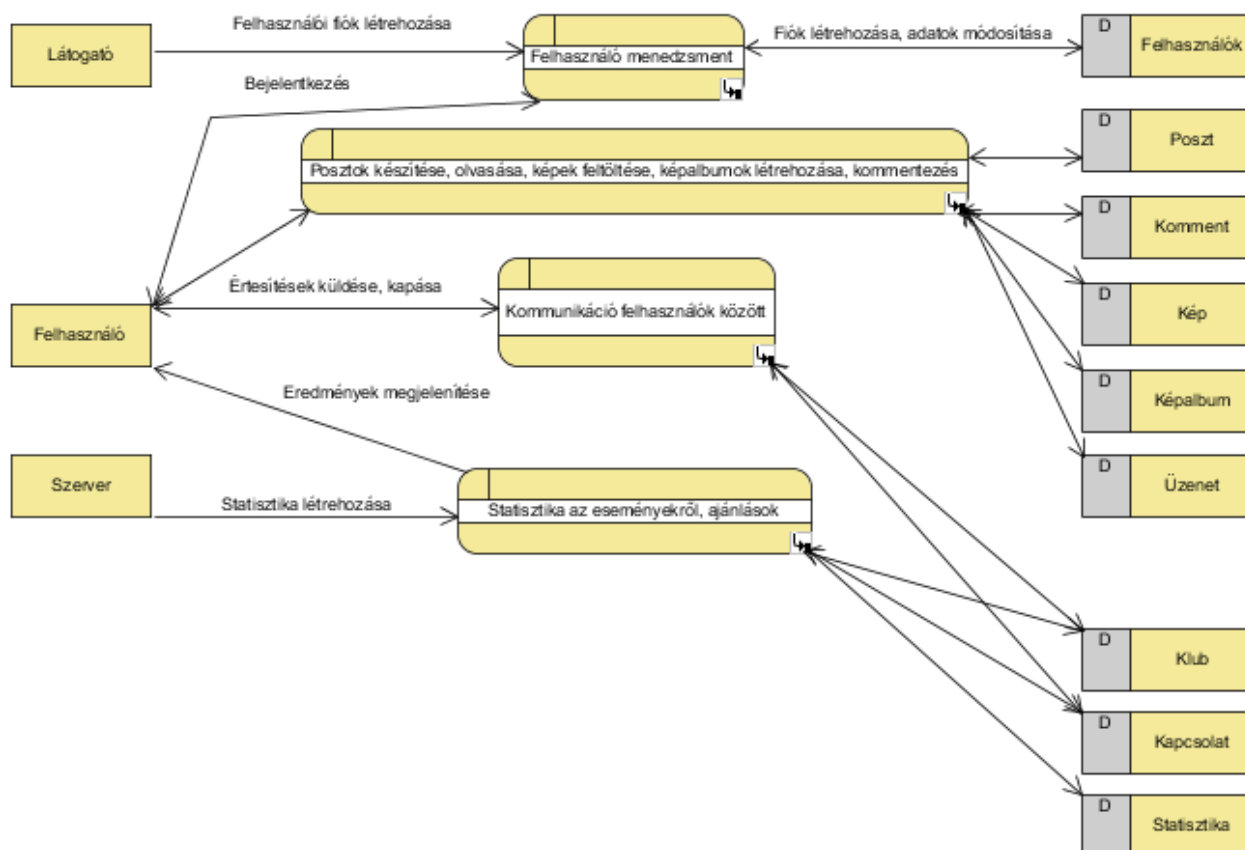 Felhasználói fiók létrehozása
Látogató
Felhasználó menedzsment
Fiók létrehozása, adatok módosítása
D
Felhasználók
Bejelentkezés
Posztok készítése, olvasása, képek feltöltése, képalbumok létrehozása, kommentezés
D
Poszt
D
Komment
Értesítések küldése, kapása
Kommunikáció felhasználók között
D
Kép
Felhasználó
Eredmények megjelenítése
D
Képalbum
Szerver
Statisztika létrehozása
Statisztika az eseményekről, ajánlások
D
Üzenet
D
Klub
D
Kapcsolat
D
Statisztika